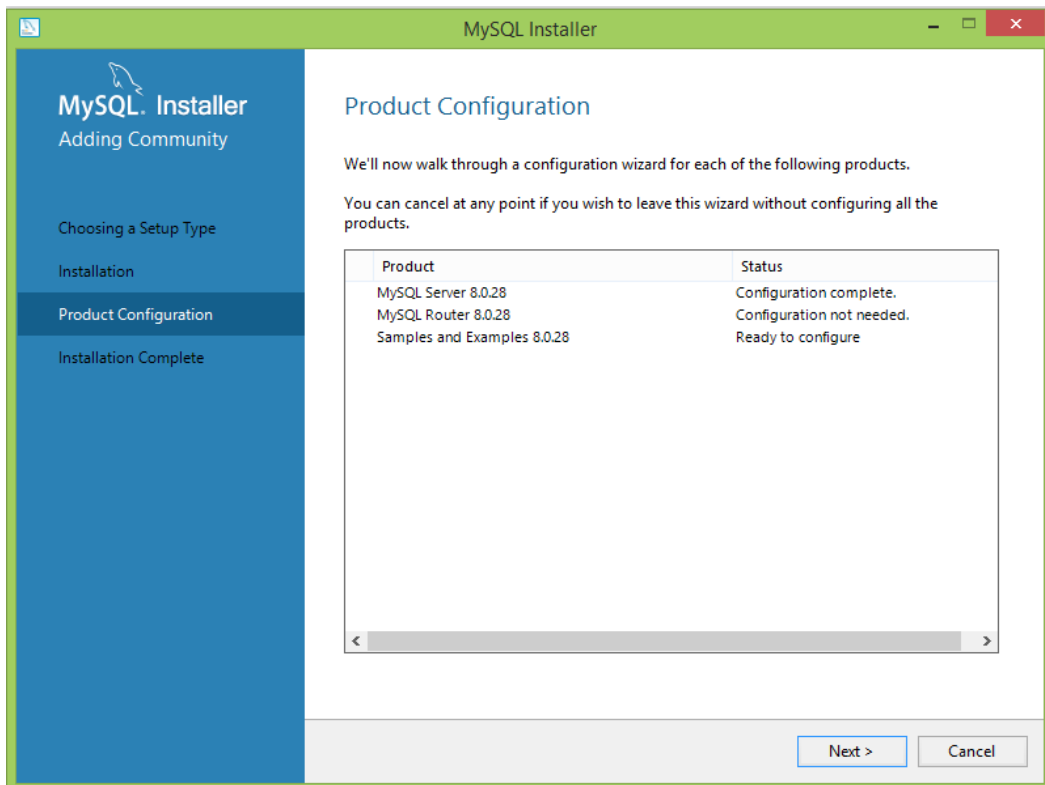 MySQL Installer
MySQL. Installer
Adding Community
Choosing a Setup Type
Installation
Product Configuration
Installation Complete
Product Configuration
We'll now walk through a configuration wizard for each of the following products.
You can cancel at any point if you wish to leave this wizard without configuring all the
products.
Product Status
MySQL Server 8.0.28 Configuration complete.
MySQL Router 8.0.28 Configuration not needed.
Samples and Examples 8.0.28 Ready to configure
Next > Cancel